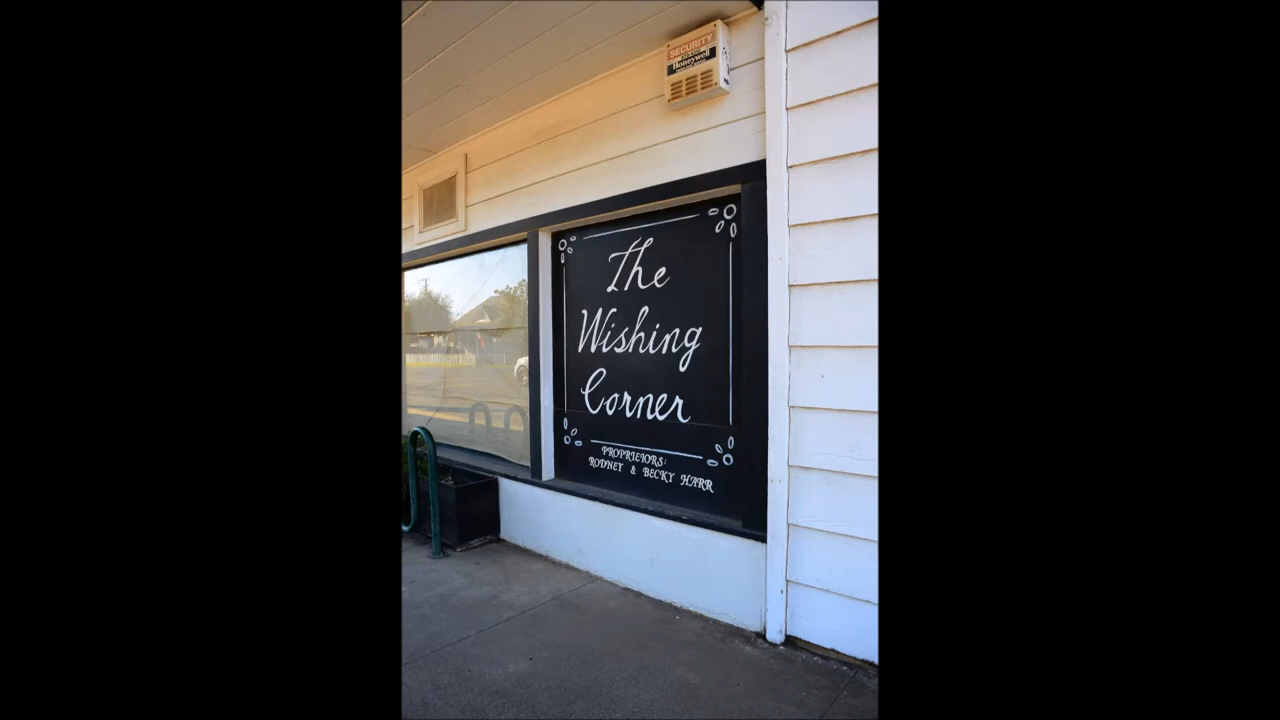 SECURITY
Honeywell
The
Wishing
Corner
PROPRIETORS:
RODNEY & BECKY HARR